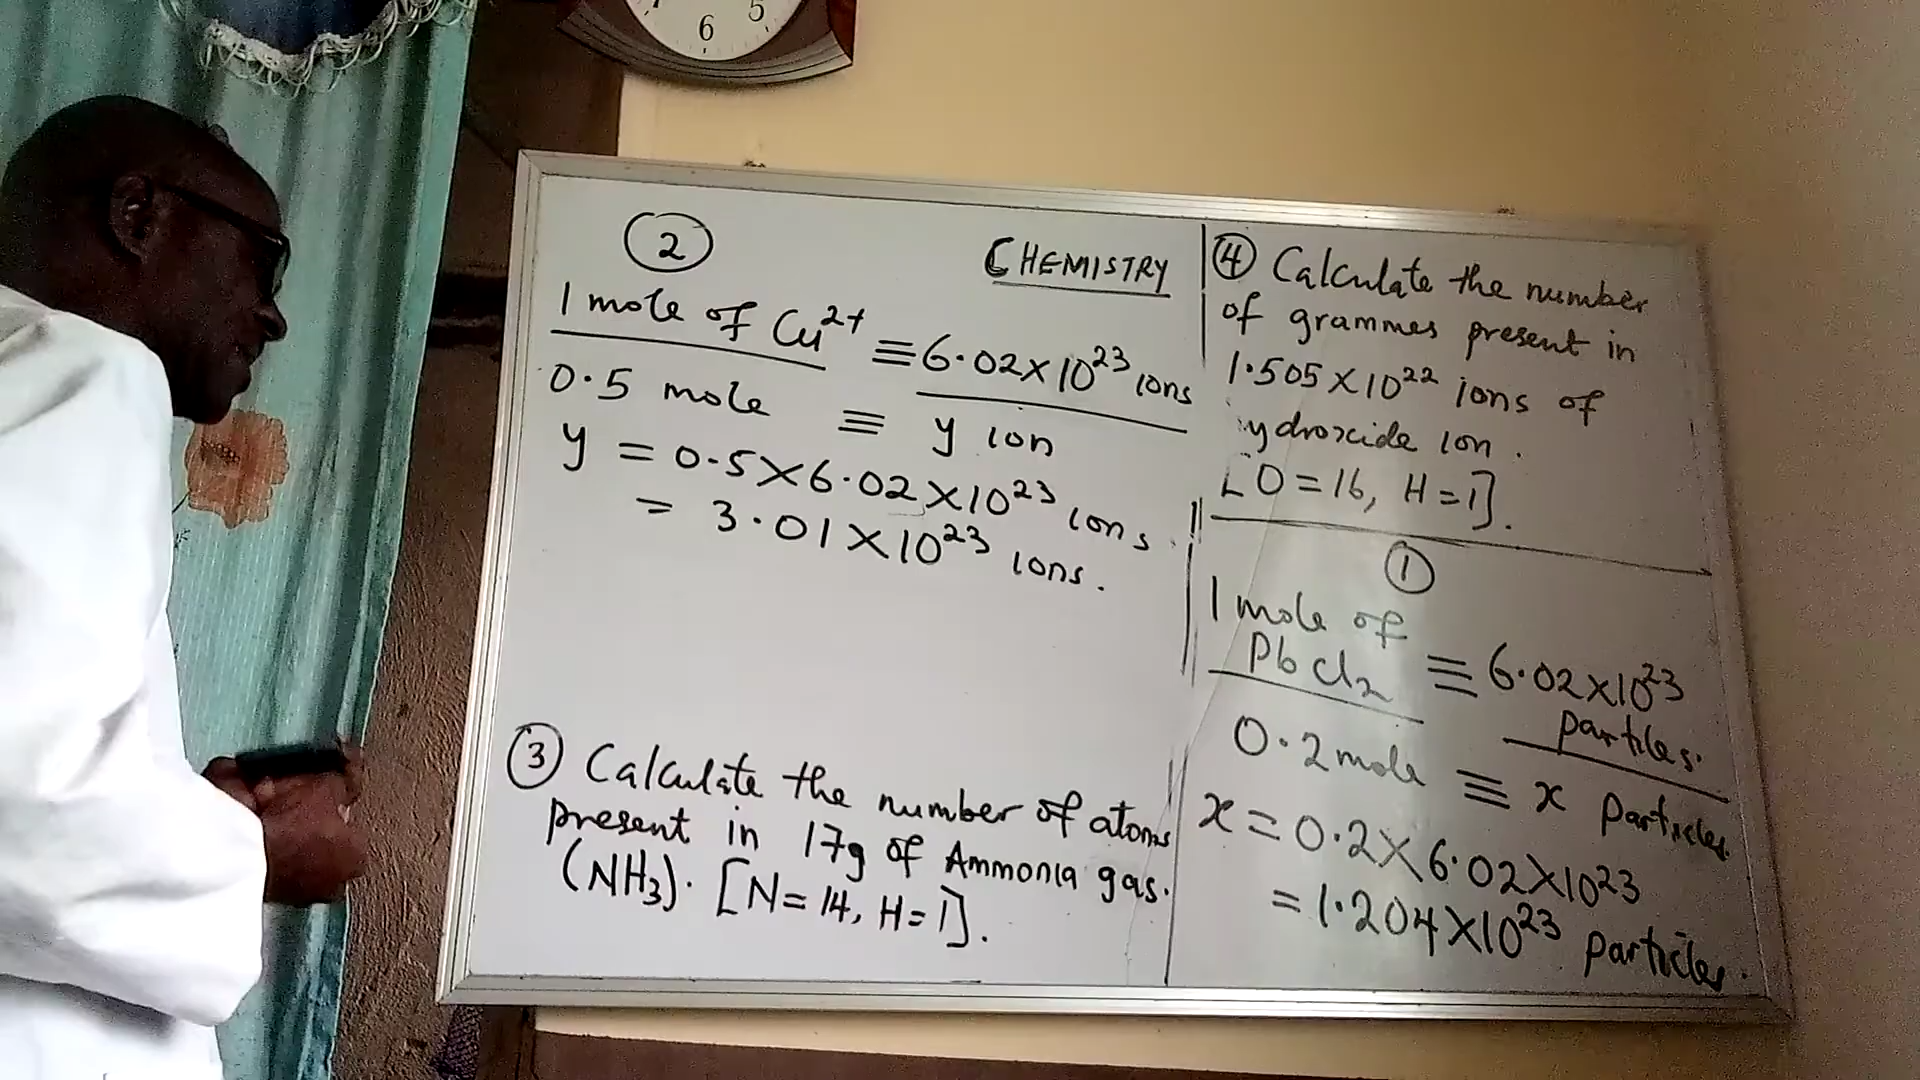 6 5
②
CHEMISTRY
1 mole of Cu²⁺ ≡ 6.02×10²³ ions
0.5 mole ≡ y ion
y = 0.5×6.02×10²³ ions
= 3.01×10²³ ions.
③ Calculate the number of atoms
present in 17g of Ammonia gas.
(NH₃). [N=14, H=1].
④ Calculate the number
of grammes present in
1.505×10²² ions of
ydroxide ion.
[O=16, H=1].
①
1 mole of
PbCl₂ ≡ 6.02×10²³
particles.
0.2 mole ≡ x particles
x = 0.2×6.02×10²³
= 1.204×10²³ particles.